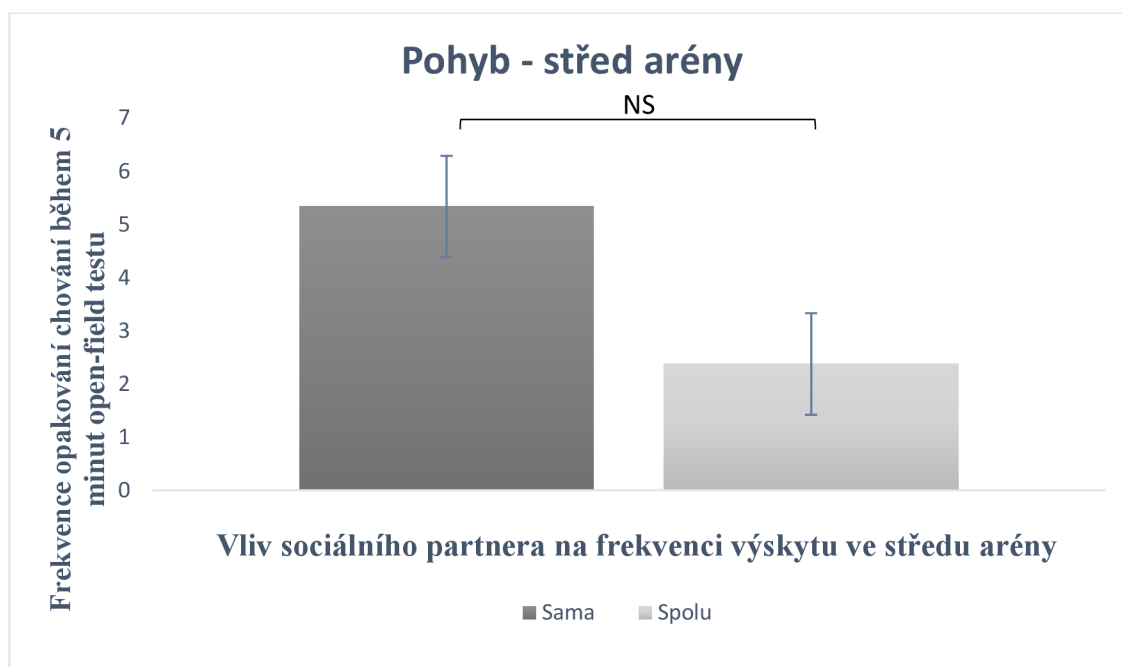 Pohyb - střed arény
NS
Frekvence opakování chování během 5
minut open-field testu
7
6
5
4
3
2
1
0
Vliv sociálního partnera na frekvenci výskytu ve středu arény
Sama
Spolu